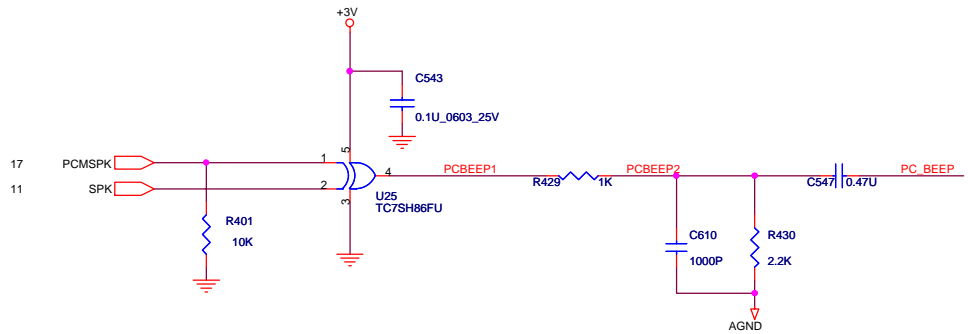 +3V
C543
0.1U_0603_25V
17 PCMSPK 1 5
4 PCBEEP1 PCBEEP2 PC_BEEP
R429 1K C547 0.47U
11 SPK 2
3 U25
TC7SH86FU
R401
10K
C610 R430
1000P 2.2K
AGND